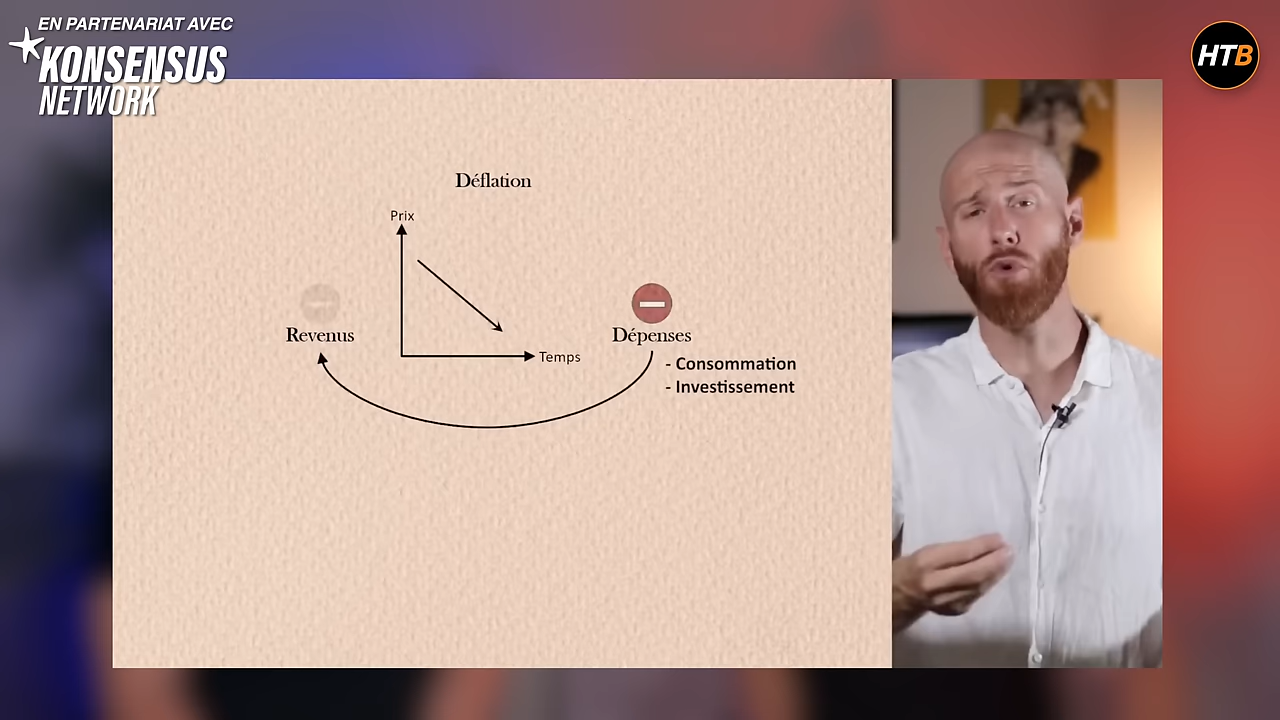 EN PARTENARIAT AVEC
KONSENSUS
NETWORK
HTB
Déflation
Prix
Revenus
Temps
Dépenses
- Consommation
- Investissement